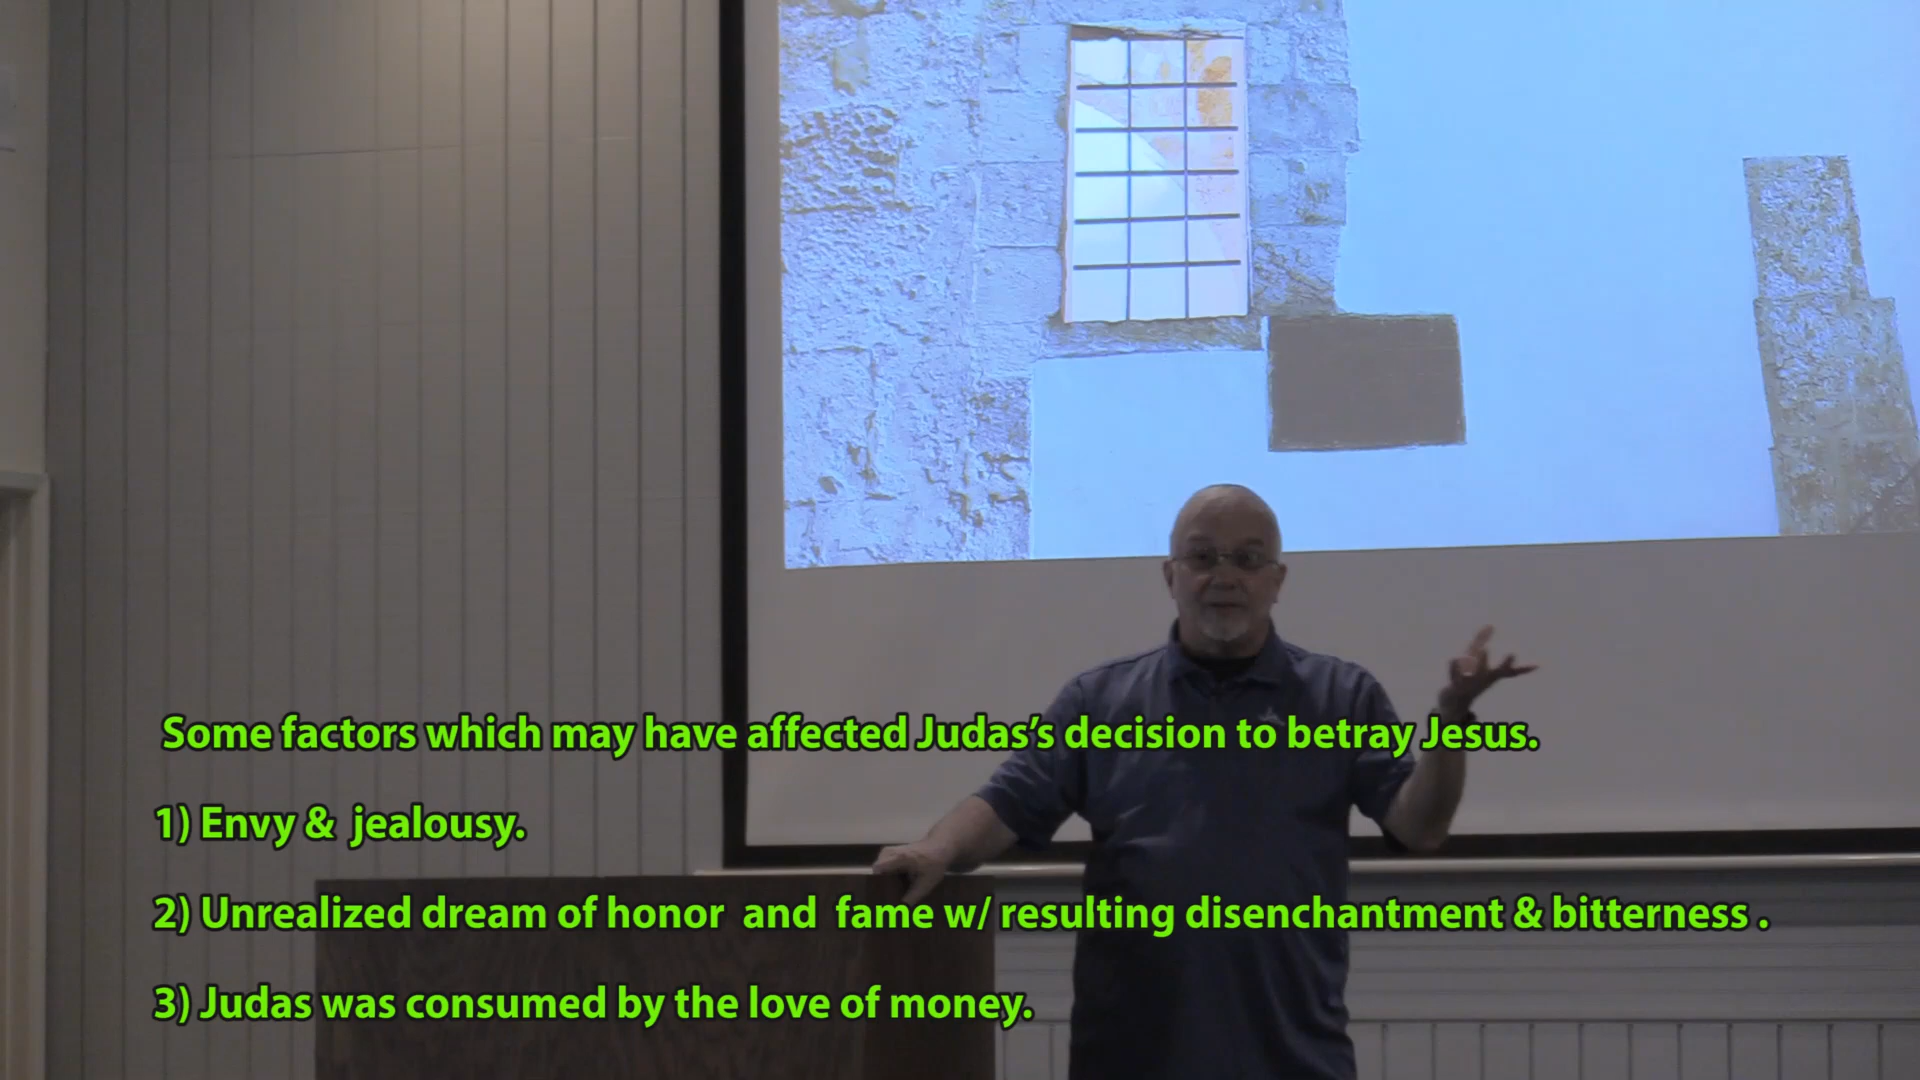 Some factors which may have affected Judas's decision to betray Jesus.
1) Envy & jealousy.
2) Unrealized dream of honor and fame w/ resulting disenchantment & bitterness .
3) Judas was consumed by the love of money.